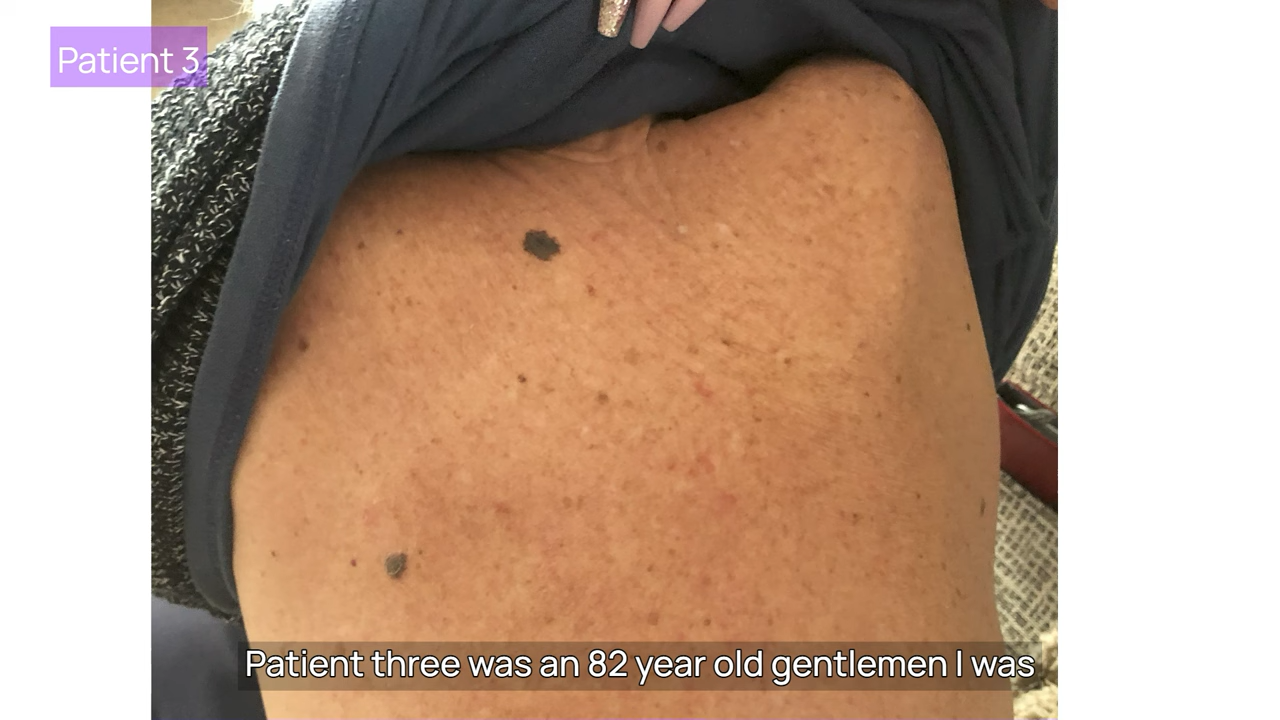 Patient 3
Patient three was an 82 year old gentlemen I was